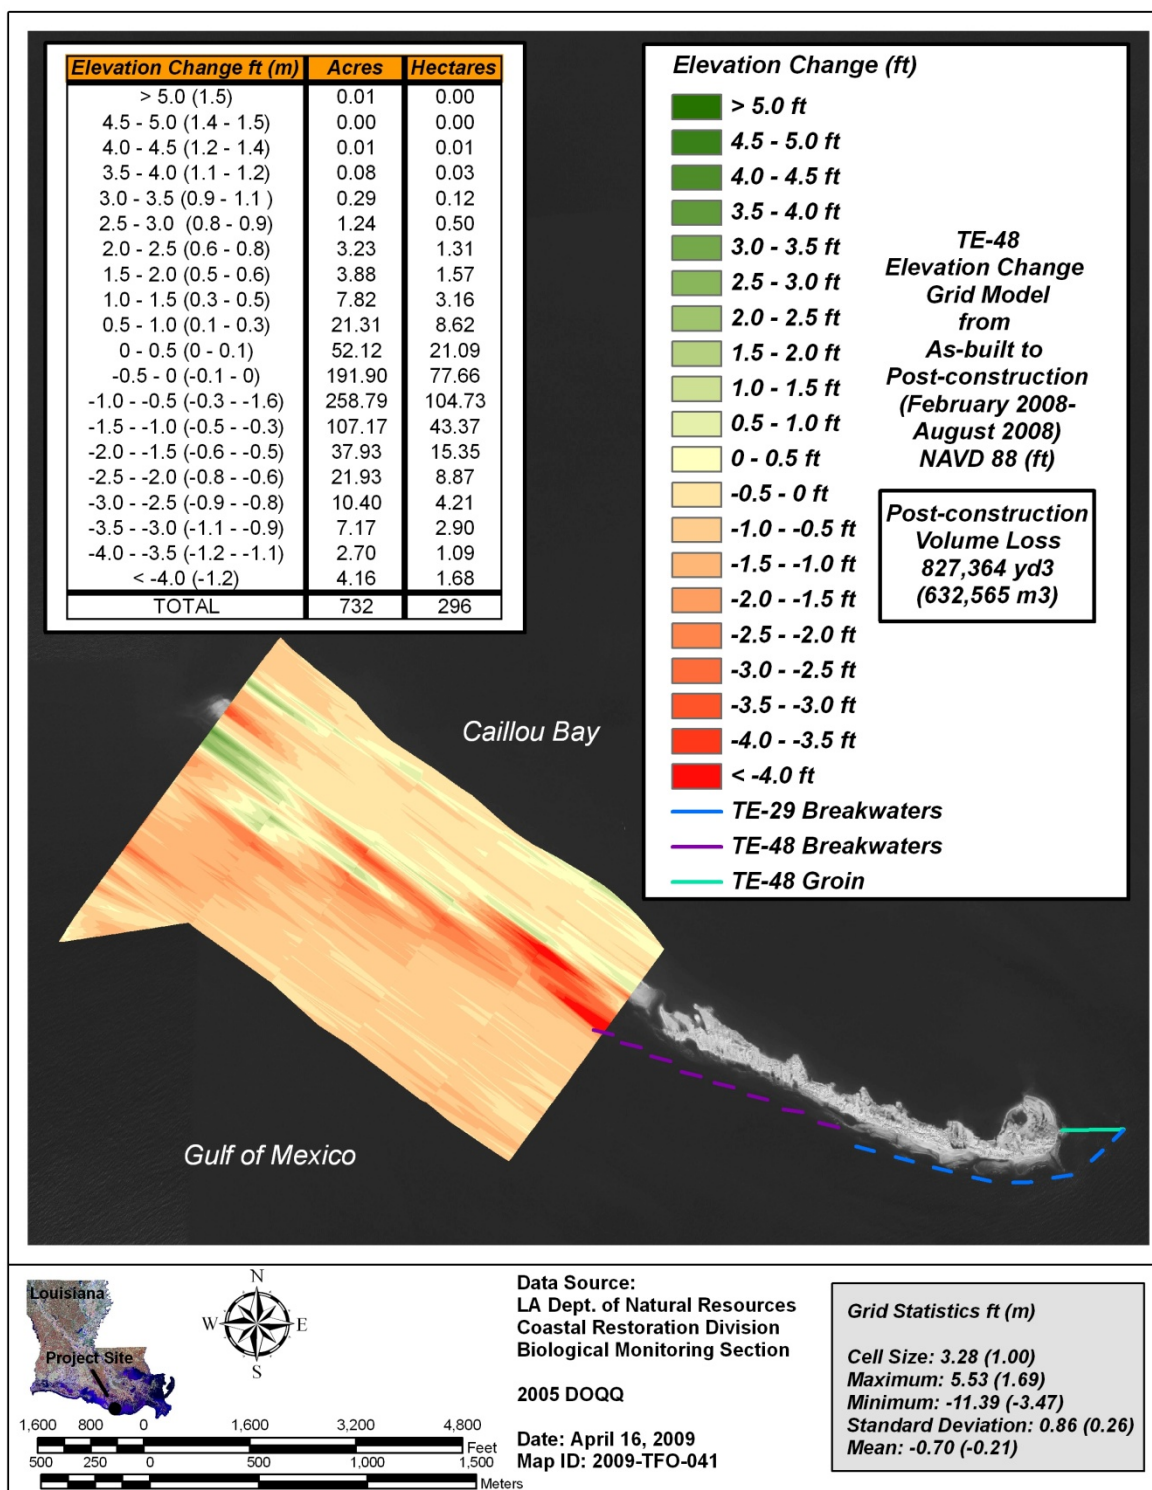 Elevation Change ft (m) Acres Hectares
> 5.0 (1.5) 0.01 0.00
4.5 - 5.0 (1.4 - 1.5) 0.00 0.00
4.0 - 4.5 (1.2 - 1.4) 0.01 0.01
3.5 - 4.0 (1.1 - 1.2) 0.08 0.03
3.0 - 3.5 (0.9 - 1.1 ) 0.29 0.12
2.5 - 3.0 (0.8 - 0.9) 1.24 0.50
2.0 - 2.5 (0.6 - 0.8) 3.23 1.31
1.5 - 2.0 (0.5 - 0.6) 3.88 1.57
1.0 - 1.5 (0.3 - 0.5) 7.82 3.16
0.5 - 1.0 (0.1 - 0.3) 21.31 8.62
0 - 0.5 (0 - 0.1) 52.12 21.09
-0.5 - 0 (-0.1 - 0) 191.90 77.66
-1.0 - -0.5 (-0.3 - -1.6) 258.79 104.73
-1.5 - -1.0 (-0.5 - -0.3) 107.17 43.37
-2.0 - -1.5 (-0.6 - -0.5) 37.93 15.35
-2.5 - -2.0 (-0.8 - -0.6) 21.93 8.87
-3.0 - -2.5 (-0.9 - -0.8) 10.40 4.21
-3.5 - -3.0 (-1.1 - -0.9) 7.17 2.90
-4.0 - -3.5 (-1.2 - -1.1) 2.70 1.09
< -4.0 (-1.2) 4.16 1.68
TOTAL 732 296
Elevation Change (ft)
> 5.0 ft
4.5 - 5.0 ft
4.0 - 4.5 ft
3.5 - 4.0 ft
3.0 - 3.5 ft
2.5 - 3.0 ft
2.0 - 2.5 ft
1.5 - 2.0 ft
1.0 - 1.5 ft
0.5 - 1.0 ft
0 - 0.5 ft
-0.5 - 0 ft
-1.0 - -0.5 ft
-1.5 - -1.0 ft
-2.0 - -1.5 ft
-2.5 - -2.0 ft
-3.0 - -2.5 ft
-3.5 - -3.0 ft
-4.0 - -3.5 ft
< -4.0 ft
TE-29 Breakwaters
TE-48 Breakwaters
TE-48 Groin
TE-48
Elevation Change
Grid Model
from
As-built to
Post-construction
(February 2008-
August 2008)
NAVD 88 (ft)
Post-construction
Volume Loss
827,364 yd3
(632,565 m3)
Caillou Bay
Gulf of Mexico
Louisiana
Project Site
N
W E
S
1,600 800 0 1,600 3,200 4,800
Feet
500 250 0 500 1,000 1,500
Meters
Data Source:
LA Dept. of Natural Resources
Coastal Restoration Division
Biological Monitoring Section
2005 DOQQ
Date: April 16, 2009
Map ID: 2009-TFO-041
Grid Statistics ft (m)
Cell Size: 3.28 (1.00)
Maximum: 5.53 (1.69)
Minimum: -11.39 (-3.47)
Standard Deviation: 0.86 (0.26)
Mean: -0.70 (-0.21)